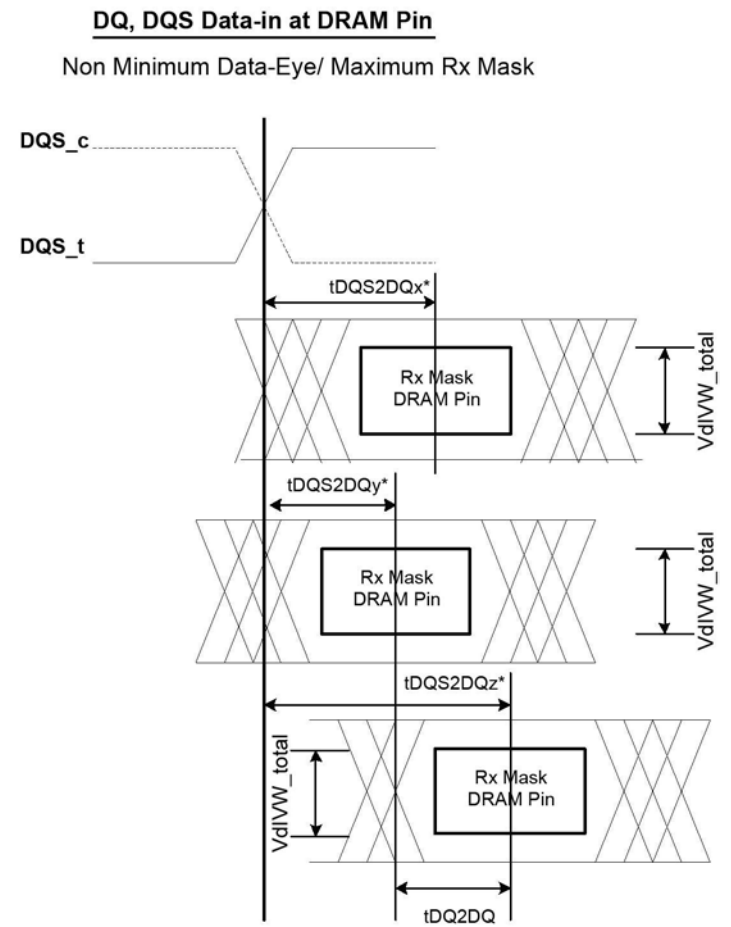 DQ, DQS Data-in at DRAM Pin
Non Minimum Data-Eye/ Maximum Rx Mask
DQS_c
DQS_t
tDQS2DQx*
Rx Mask
DRAM Pin
VdIVW_total
tDQS2DQy*
Rx Mask
DRAM Pin
VdIVW_total
tDQS2DQz*
VdIVW_total
Rx Mask
DRAM Pin
tDQ2DQ